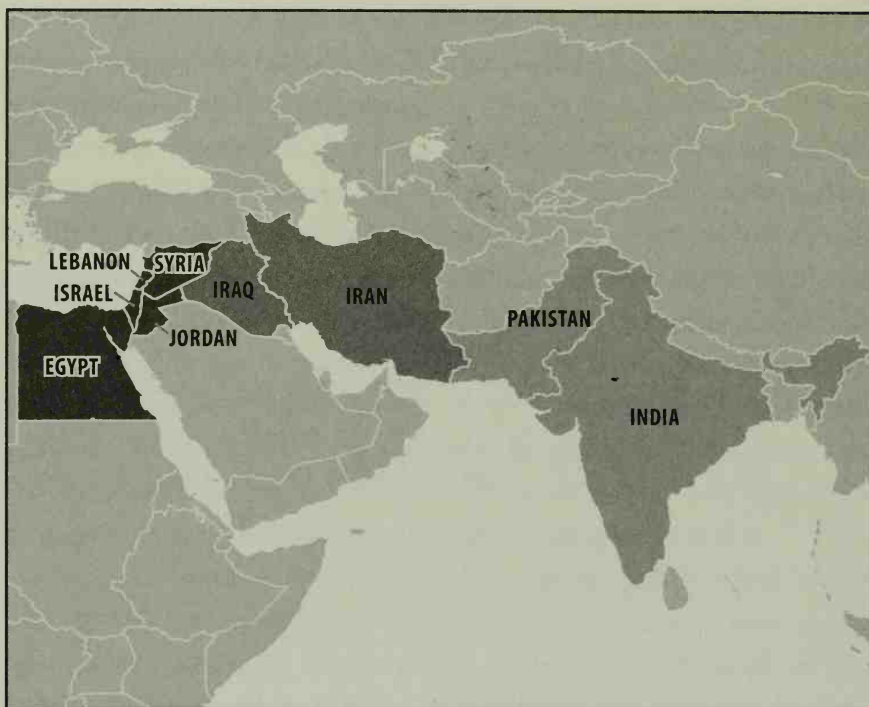 LEBANON
SYRIA
ISRAEL
IRAQ
IRAN
PAKISTAN
JORDAN
EGYPT
INDIA